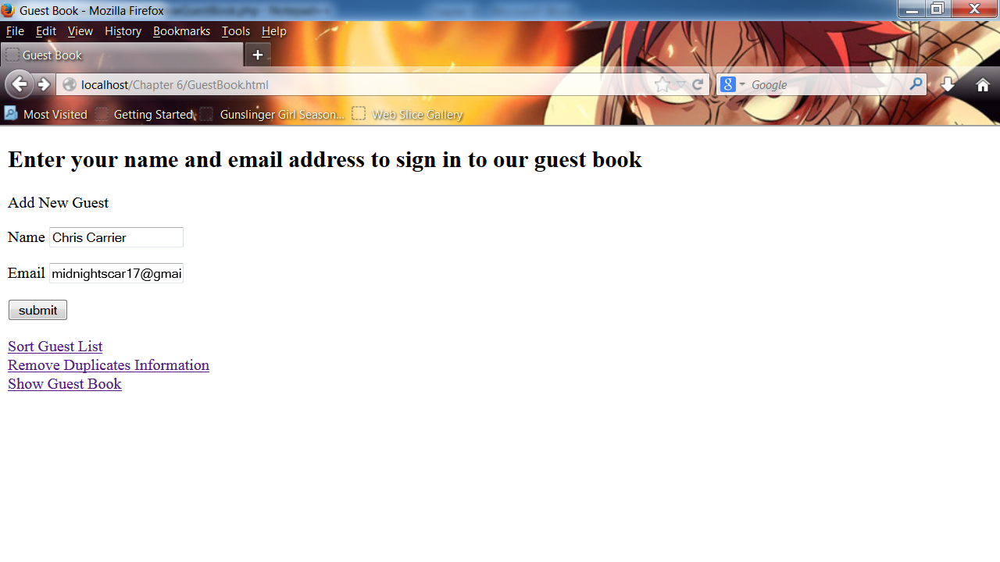 Guest Book - Mozilla Firefox
File Edit View History Bookmarks Tools Help
Guest Book
localhost/Chapter 6/GuestBook.html
Google
Most Visited Getting Started Gunslinger Girl Season... Web Slice Gallery
Enter your name and email address to sign in to our guest book
Add New Guest
Name Chris Carrier
Email midnightscar17@gmai
submit
Sort Guest List
Remove Duplicates Information
Show Guest Book